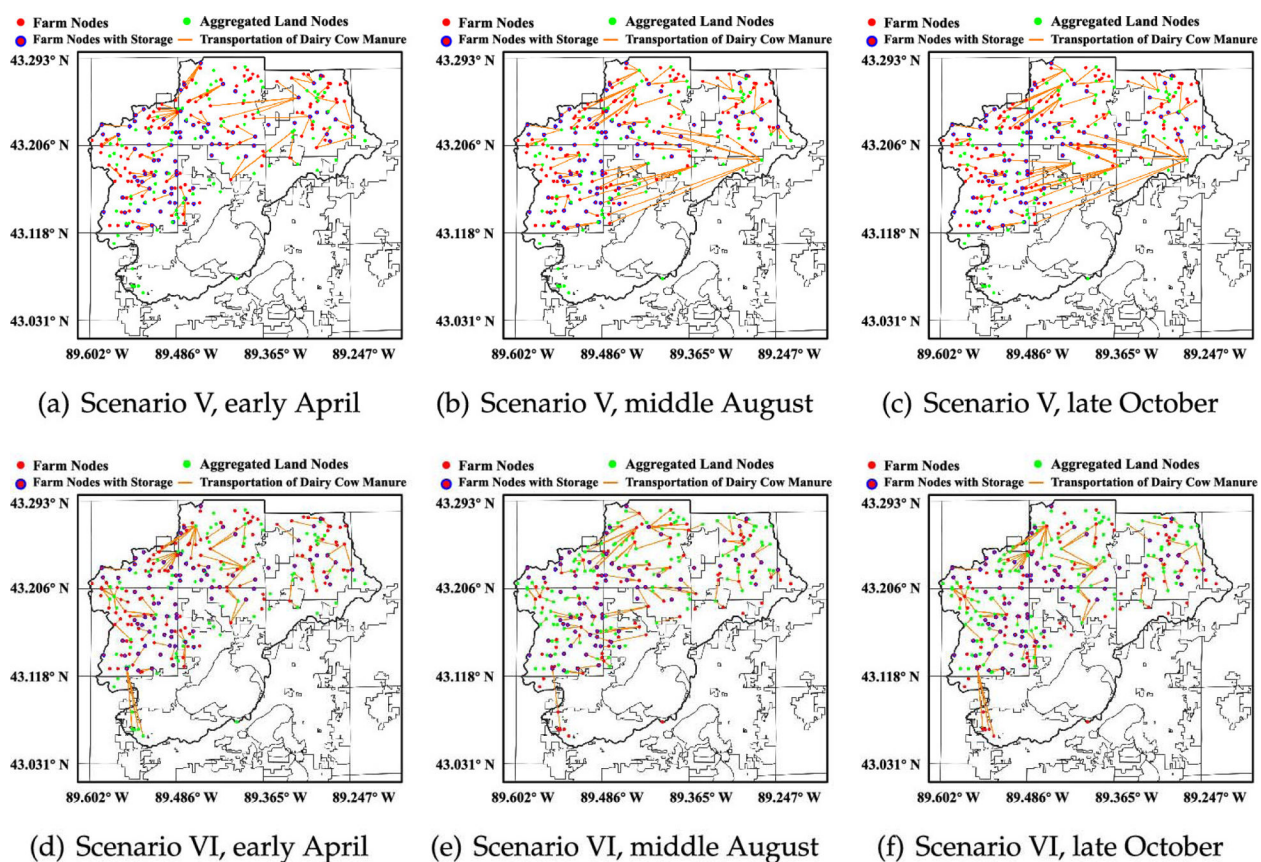 Farm Nodes Aggregated Land Nodes
Farm Nodes with Storage Transportation of Dairy Cow Manure
43.293° N
43.206° N
43.118° N
43.031° N
89.602° W 89.486° W 89.365° W 89.247° W
(a) Scenario V, early April
Farm Nodes Aggregated Land Nodes
Farm Nodes with Storage Transportation of Dairy Cow Manure
43.293° N
43.206° N
43.118° N
43.031° N
89.602° W 89.486° W 89.365° W 89.247° W
(b) Scenario V, middle August
Farm Nodes Aggregated Land Nodes
Farm Nodes with Storage Transportation of Dairy Cow Manure
43.293° N
43.206° N
43.118° N
43.031° N
89.602° W 89.486° W 89.365° W 89.247° W
(c) Scenario V, late October
Farm Nodes Aggregated Land Nodes
Farm Nodes with Storage Transportation of Dairy Cow Manure
43.293° N
43.206° N
43.118° N
43.031° N
89.602° W 89.486° W 89.365° W 89.247° W
(d) Scenario VI, early April
Farm Nodes Aggregated Land Nodes
Farm Nodes with Storage Transportation of Dairy Cow Manure
43.293° N
43.206° N
43.118° N
43.031° N
89.602° W 89.486° W 89.365° W 89.247° W
(e) Scenario VI, middle August
Farm Nodes Aggregated Land Nodes
Farm Nodes with Storage Transportation of Dairy Cow Manure
43.293° N
43.206° N
43.118° N
43.031° N
89.602° W 89.486° W 89.365° W 89.247° W
(f) Scenario VI, late October